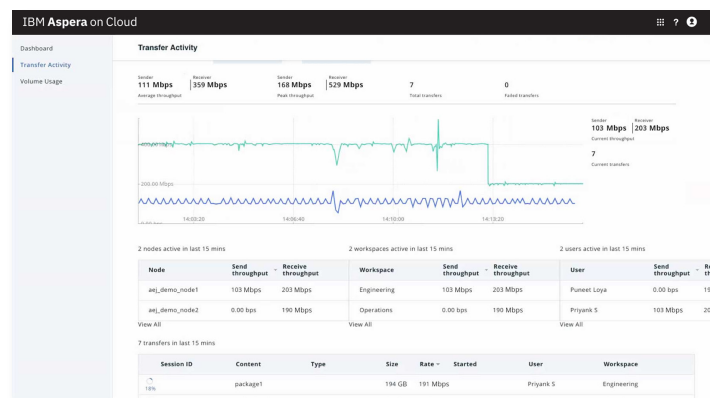 IBM Aspera on Cloud
?
Dashboard
Transfer Activity
Volume Usage
Transfer Activity
Sender Receiver Sender Receiver
111 Mbps 359 Mbps 168 Mbps 529 Mbps 7 0
Average throughput Peak throughput Total transfers Failed transfers
Sender Receiver
103 Mbps 203 Mbps
Current throughput
7
Current transfers
200.00 Mbps
14:03:20 14:06:40 14:10:00 14:13:20
2 nodes active in last 15 mins
Node Send throughput Receive throughput
aej_demo_node1 103 Mbps 203 Mbps
aej_demo_node2 0.00 bps 190 Mbps
View All
2 workspaces active in last 15 mins
Workspace Send throughput Receive throughput
Engineering 103 Mbps 203 Mbps
Operations 0.00 bps 190 Mbps
View All
2 users active in last 15 mins
User Send throughput
Puneet Loya 0.00 bps 19
Priyank S 103 Mbps 20
View All
7 transfers in last 15 mins
Session ID Content Type Size Rate Started User Workspace
18% package1 194 GB 191 Mbps Priyank S Engineering